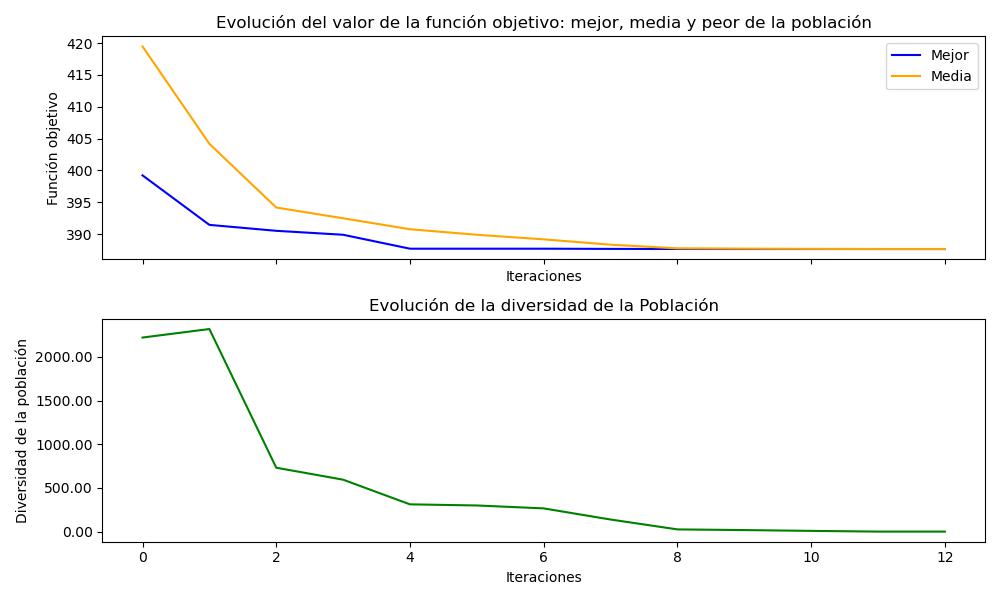 Evolución del valor de la función objetivo: mejor, media y peor de la población
420
415
410
405
400
395
390
Función objetivo
Mejor
Media
Iteraciones
Evolución de la diversidad de la Población
2000.00
1500.00
1000.00
500.00
0.00
Diversidad de la población
0 2 4 6 8 10 12
Iteraciones